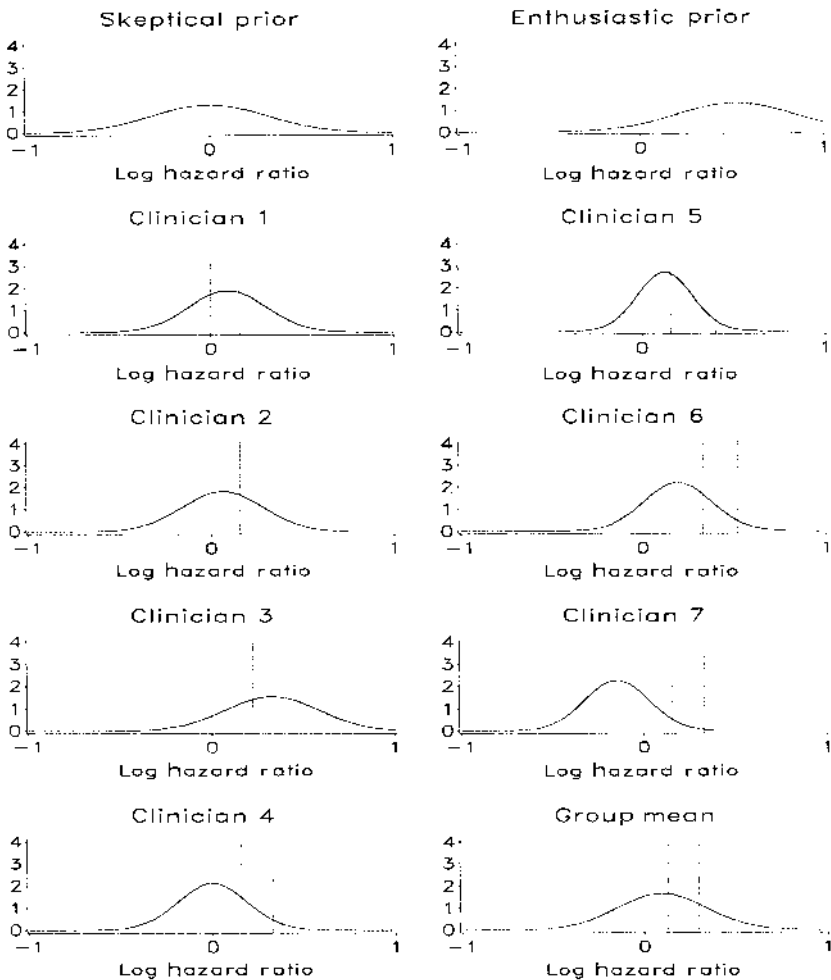 Skeptical prior
4
3
2
1
0
−1 0 1
Log hazard ratio
Enthusiastic prior
4
3
2
1
0
−1 0 1
Log hazard ratio
Clinician 1
4
3
2
1
0
−1 0 1
Log hazard ratio
Clinician 5
4
3
2
1
0
−1 0 1
Log hazard ratio
Clinician 2
4
3
2
1
0
−1 0 1
Log hazard ratio
Clinician 6
4
3
2
1
0
−1 0 1
Log hazard ratio
Clinician 3
4
3
2
1
0
−1 0 1
Log hazard ratio
Clinician 7
4
3
2
1
0
−1 0 1
Log hazard ratio
Clinician 4
4
3
2
1
0
−1 0 1
Log hazard ratio
Group mean
4
3
2
1
0
−1 0 1
Log hazard ratio